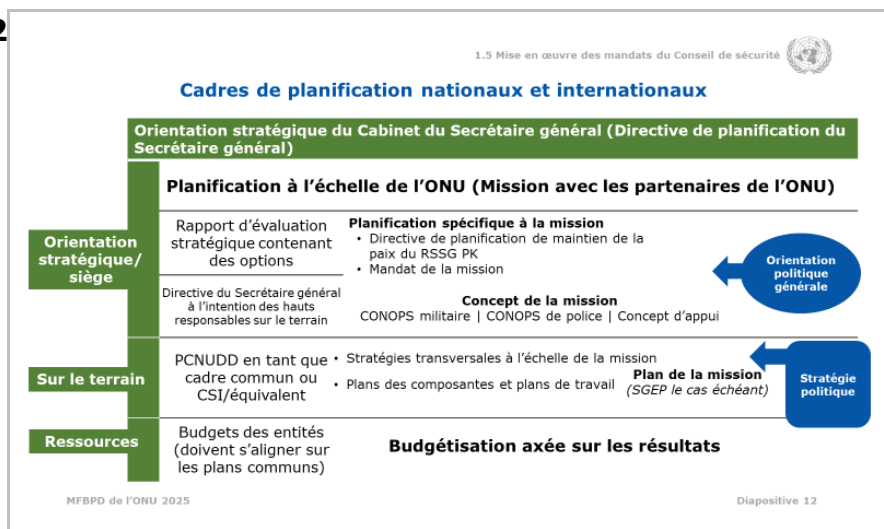 2
1.5 Mise en œuvre des mandats du Conseil de sécurité
Cadres de planification nationaux et internationaux
Orientation stratégique du Cabinet du Secrétaire général (Directive de planification du
Secrétaire général)
Planification à l'échelle de l'ONU (Mission avec les partenaires de l'ONU)
Orientation
stratégique/
siège
Rapport d'évaluation
stratégique contenant
des options
Planification spécifique à la mission
• Directive de planification de maintien de la
paix du RSSG PK
• Mandat de la mission
Orientation
politique
générale
Directive du Secrétaire général
à l'intention des hauts
responsables sur le terrain
Concept de la mission
CONOPS militaire | CONOPS de police | Concept d'appui
Sur le terrain
PCNUDD en tant que
cadre commun ou
CSI/équivalent
• Stratégies transversales à l'échelle de la mission
• Plans des composantes et plans de travail
Plan de la mission
(SGEP le cas échéant)
Stratégie
politique
Ressources
Budgets des entités
(doivent s'aligner sur
les plans communs)
Budgétisation axée sur les résultats
MFBPD de l'ONU 2025
Diapositive 12